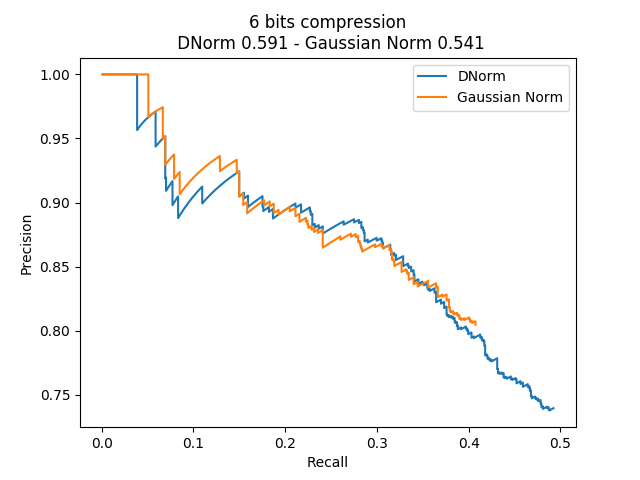 6 bits compression
DNorm 0.591 - Gaussian Norm 0.541
DNorm
Gaussian Norm
1.00
0.95
0.90
0.85
0.80
0.75
Precision
0.0 0.1 0.2 0.3 0.4 0.5
Recall